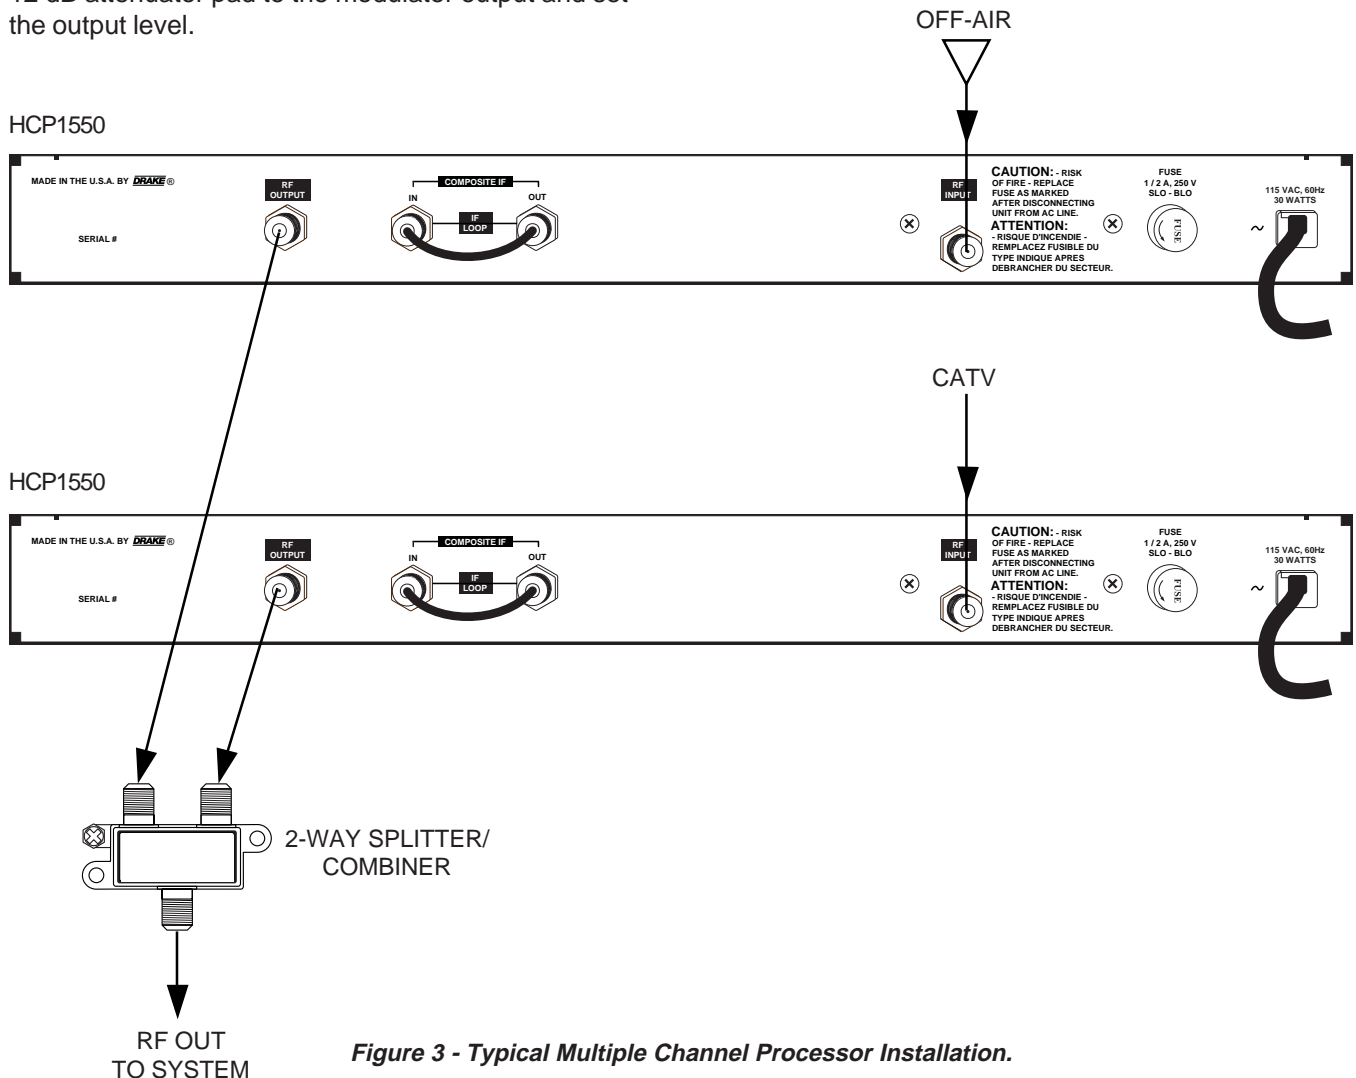 12 dB attenuator pad to the modulator output and set
the output level.
OFF-AIR
HCP1550
MADE IN THE U.S.A. BY DRAKE ®
SERIAL #
RF
OUTPUT
COMPOSITE IF
IN
OUT
IF
LOOP
RF
INPUT
CAUTION: - RISK
OF FIRE - REPLACE
FUSE AS MARKED
AFTER DISCONNECTING
UNIT FROM AC LINE.
ATTENTION:
- RISQUE D'INCENDIE -
REMPLACEZ FUSIBLE DU
TYPE INDIQUE APRES
DEBRANCHER DU SECTEUR.
FUSE
1 / 2 A, 250 V
SLO - BLO
FUSE
115 VAC, 60Hz
30 WATTS
~
CATV
HCP1550
MADE IN THE U.S.A. BY DRAKE ®
SERIAL #
RF
OUTPUT
COMPOSITE IF
IN
OUT
IF
LOOP
RF
INPUT
CAUTION: - RISK
OF FIRE - REPLACE
FUSE AS MARKED
AFTER DISCONNECTING
UNIT FROM AC LINE.
ATTENTION:
- RISQUE D'INCENDIE -
REMPLACEZ FUSIBLE DU
TYPE INDIQUE APRES
DEBRANCHER DU SECTEUR.
FUSE
1 / 2 A, 250 V
SLO - BLO
FUSE
115 VAC, 60Hz
30 WATTS
~
2-WAY SPLITTER/
COMBINER
RF OUT
TO SYSTEM
Figure 3 - Typical Multiple Channel Processor Installation.